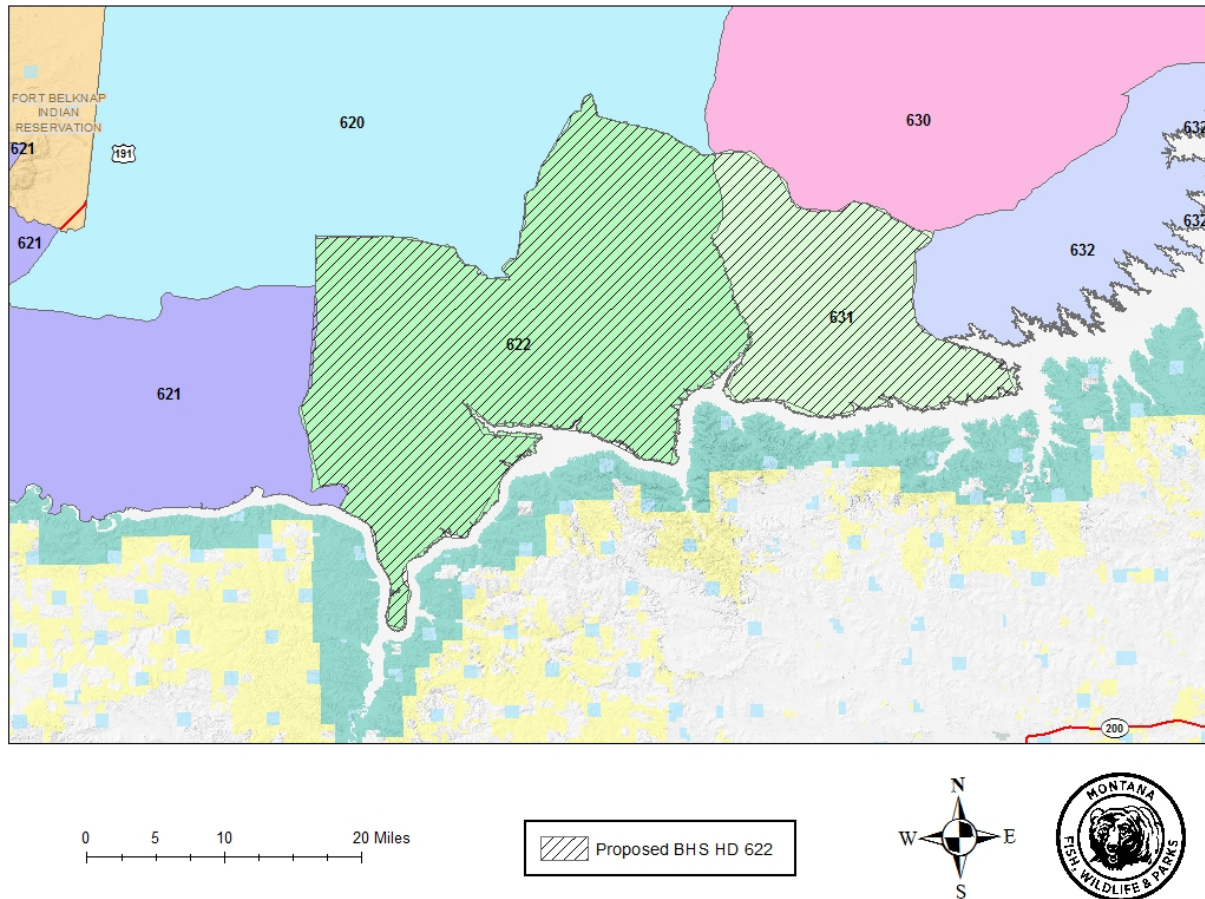 FORT BELKNAP
INDIAN
RESERVATION
620
630
632
621
191
621
632
632
622
631
621
200
0 5 10 20 Miles
Proposed BHS HD 622
N
W E
S
MONTANA
FISH, WILDLIFE & PARKS